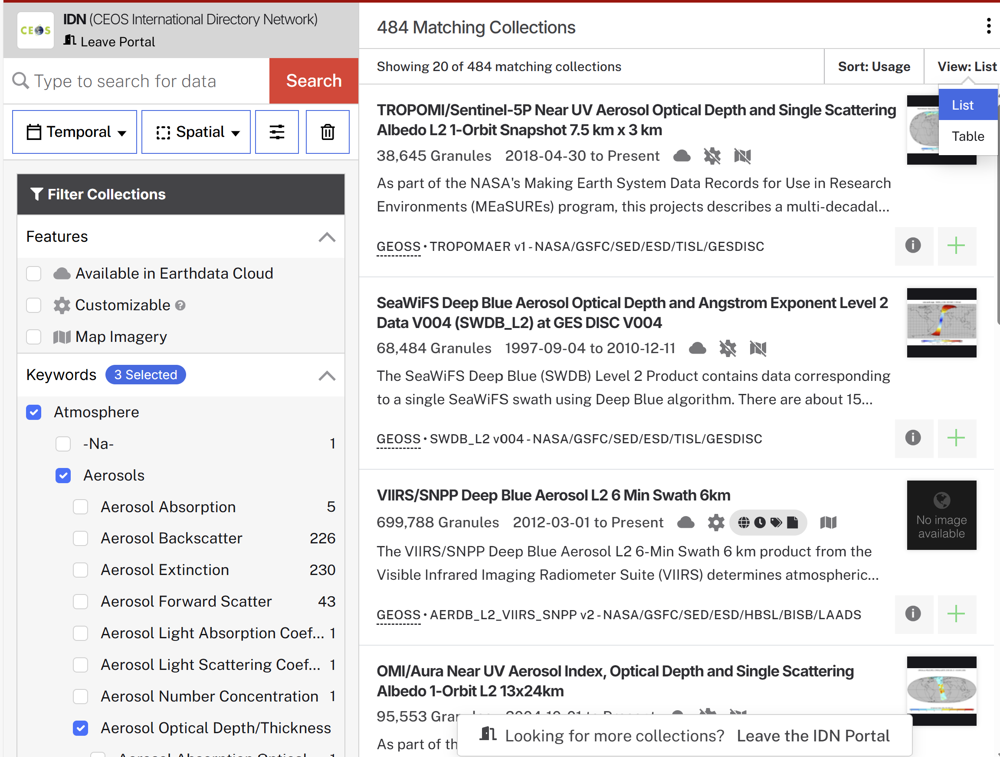 CEOS
IDN (CEOS International Directory Network)
Leave Portal
Type to search for data
Search
Temporal
Spatial
Filter Collections
Features
Available in Earthdata Cloud
Customizable
Map Imagery
Keywords 3 Selected
Atmosphere
-Na- 1
Aerosols
Aerosol Absorption 5
Aerosol Backscatter 226
Aerosol Extinction 230
Aerosol Forward Scatter 43
Aerosol Light Absorption Coef... 1
Aerosol Light Scattering Coef... 1
Aerosol Number Concentration 1
Aerosol Optical Depth/Thickness
484 Matching Collections
Showing 20 of 484 matching collections
Sort: Usage
View: List
List
Table
TROPOMI/Sentinel-5P Near UV Aerosol Optical Depth and Single Scattering
Albedo L2 1-Orbit Snapshot 7.5 km x 3 km
38,645 Granules 2018-04-30 to Present
As part of the NASA's Making Earth System Data Records for Use in Research
Environments (MEaSUREs) program, this projects describes a multi-decadal...
GEOSS • TROPOMAER v1 - NASA/GSFC/SED/ESD/TISL/GESDISC
SeaWiFS Deep Blue Aerosol Optical Depth and Angstrom Exponent Level 2
Data V004 (SWDB_L2) at GES DISC V004
68,484 Granules 1997-09-04 to 2010-12-11
The SeaWiFS Deep Blue (SWDB) Level 2 Product contains data corresponding
to a single SeaWiFS swath using Deep Blue algorithm. There are about 15...
GEOSS • SWDB_L2 v004 - NASA/GSFC/SED/ESD/TISL/GESDISC
VIIRS/SNPP Deep Blue Aerosol L2 6 Min Swath 6km
699,788 Granules 2012-03-01 to Present
No image
available
The VIIRS/SNPP Deep Blue Aerosol L2 6-Min Swath 6 km product from the
Visible Infrared Imaging Radiometer Suite (VIIRS) determines atmospheric...
GEOSS • AERDB_L2_VIIRS_SNPP v2 - NASA/GSFC/SED/ESD/HBSL/BISB/LAADS
OMI/Aura Near UV Aerosol Index, Optical Depth and Single Scattering
Albedo 1-Orbit L2 13x24km
95,553
As part of
Looking for more collections? Leave the IDN Portal